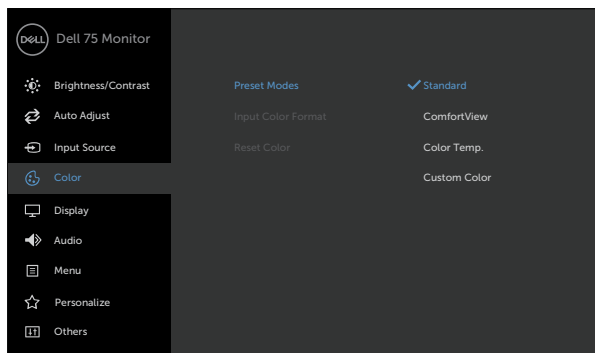 DELL Dell 75 Monitor
Brightness/Contrast
Auto Adjust
Input Source
Color
Display
Audio
Menu
Personalize
Others
Preset Modes
Input Color Format
Reset Color
Standard
ComfortView
Color Temp.
Custom Color